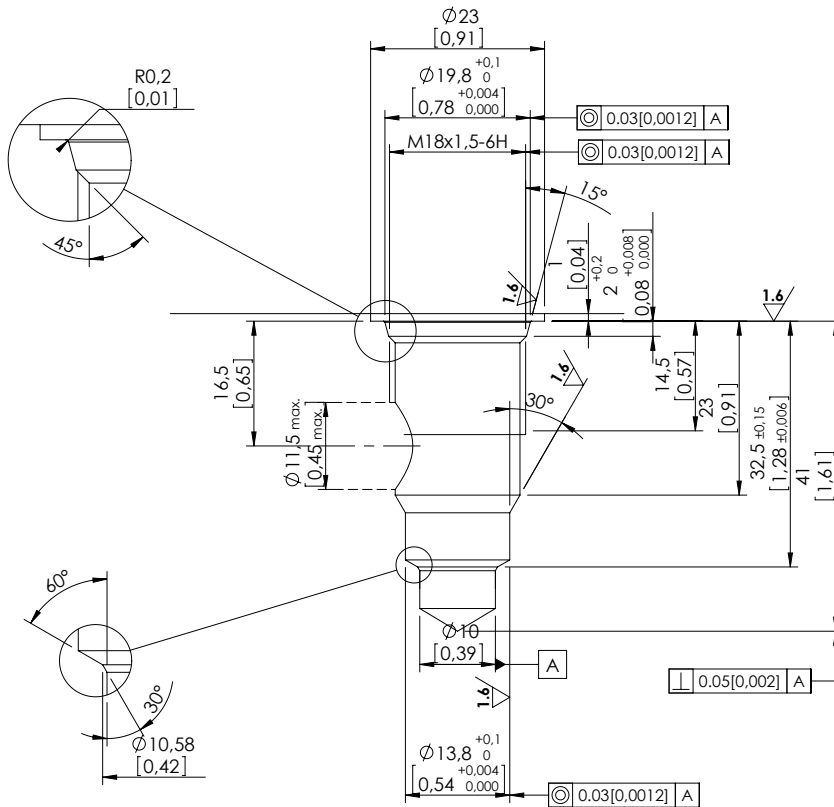 Ø23
[0,91]
Ø19,8 +0,1 0
[0,78 +0,004 0,000]
M18x1,5-6H
◎ 0.03[0,0012] A
◎ 0.03[0,0012] A
R0,2
[0,01]
45°
15°
1
[0,04]
2 +0,2 0
0,08 +0,008 0,000
1.6
1.6
1.6
30°
16,5
[0,65]
Ø11,5 max.
[0,45 max.]
14,5
[0,57]
23
[0,91]
32,5 ±0,15
[1,28 ±0,006]
41
[1,61]
60°
30°
Ø10,58
[0,42]
Ø10
[0,39]
A
1.6
⊥ 0.05[0,002] A
Ø13,8 +0,1 0
[0,54 +0,004 0,000]
◎ 0.03[0,0012] A